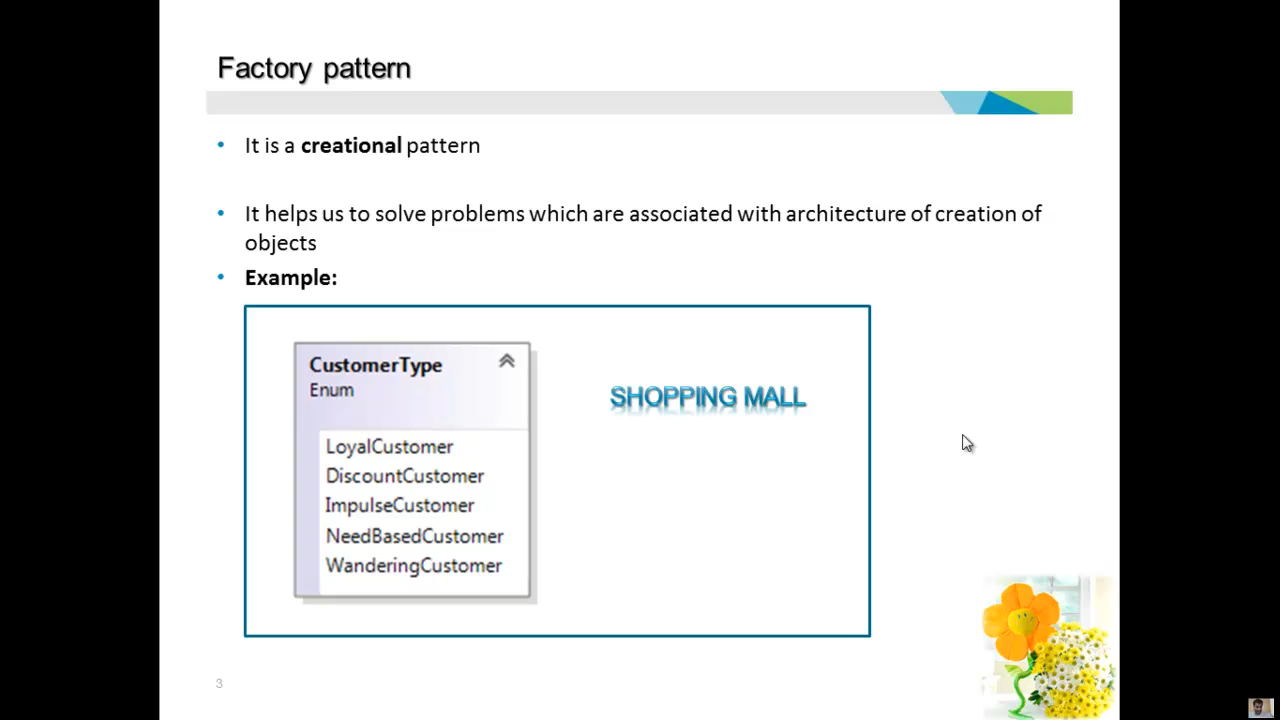 Factory pattern
• It is a creational pattern
• It helps us to solve problems which are associated with architecture of creation of
objects
• Example:
CustomerType
Enum
SHOPPING MALL
LoyalCustomer
DiscountCustomer
ImpulseCustomer
NeedBasedCustomer
WanderingCustomer
3